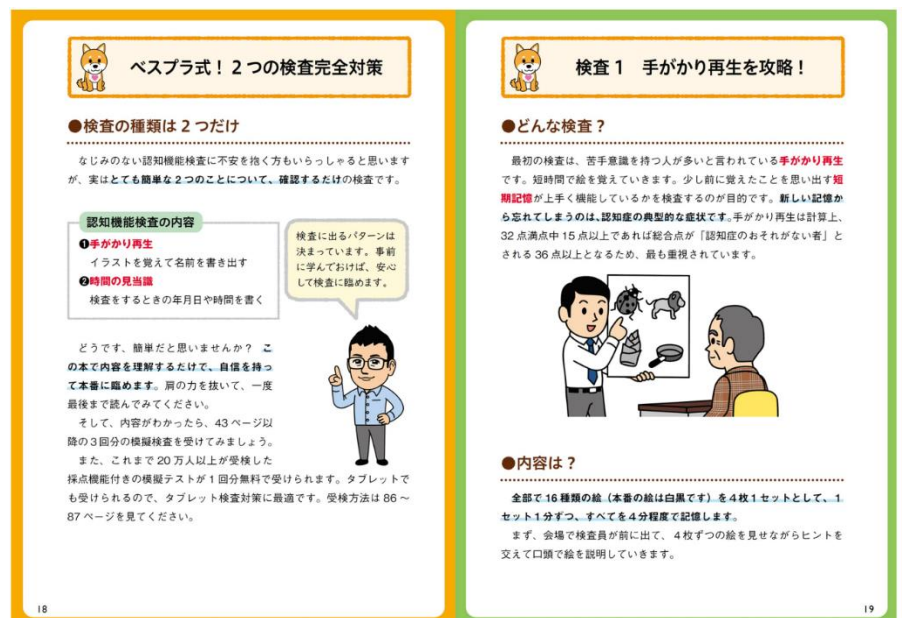 ベスプラ式！2つの検査完全対策
●検査の種類は2つだけ
なじみのない認知機能検査に不安を抱く方もいらっしゃると思います
が、実はとても簡単な2つのことについて、確認するだけの検査です。
認知機能検査の内容
❶手がかり再生
イラストを覚えて名前を書き出す
❷時間の見当識
検査をするときの年月日や時間を書く
検査に出るパターンは
決まっています。事前
に学んでおけば、安心
して検査に臨めます。
どうです、簡単だと思いませんか？　こ
の本で内容を理解するだけで、自信を持っ
て本番に臨めます。肩の力を抜いて、一度
最後まで読んでみてください。
そして、内容がわかったら、43ページ以
降の3回分の模擬検査を受けてみましょう。
また、これまで20万人以上が受検した
採点機能付きの模擬テストが1回分無料で受けられます。タブレットで
も受けられるので、タブレット検査対策に最適です。受検方法は86〜
87ページを見てください。
18
検査1　手がかり再生を攻略！
●どんな検査？
最初の検査は、苦手意識を持つ人が多いと言われている手がかり再生
です。短時間で絵を覚えていきます。少し前に覚えたことを思い出す短
期記憶が上手く機能しているかを検査するのが目的です。新しい記憶か
ら忘れてしまうのは、認知症の典型的な症状です。手がかり再生は計算上、
32点満点中15点以上であれば総合点が「認知症のおそれがない者」と
される36点以上となるため、最も重視されています。
●内容は？
全部で16種類の絵（本番の絵は白黒です）を4枚1セットとして、1
セット1分ずつ、すべてを4分程度で記憶します。
まず、会場で検査員が前に出て、4枚ずつの絵を見せながらヒントを
交えて口頭で絵を説明していきます。
19